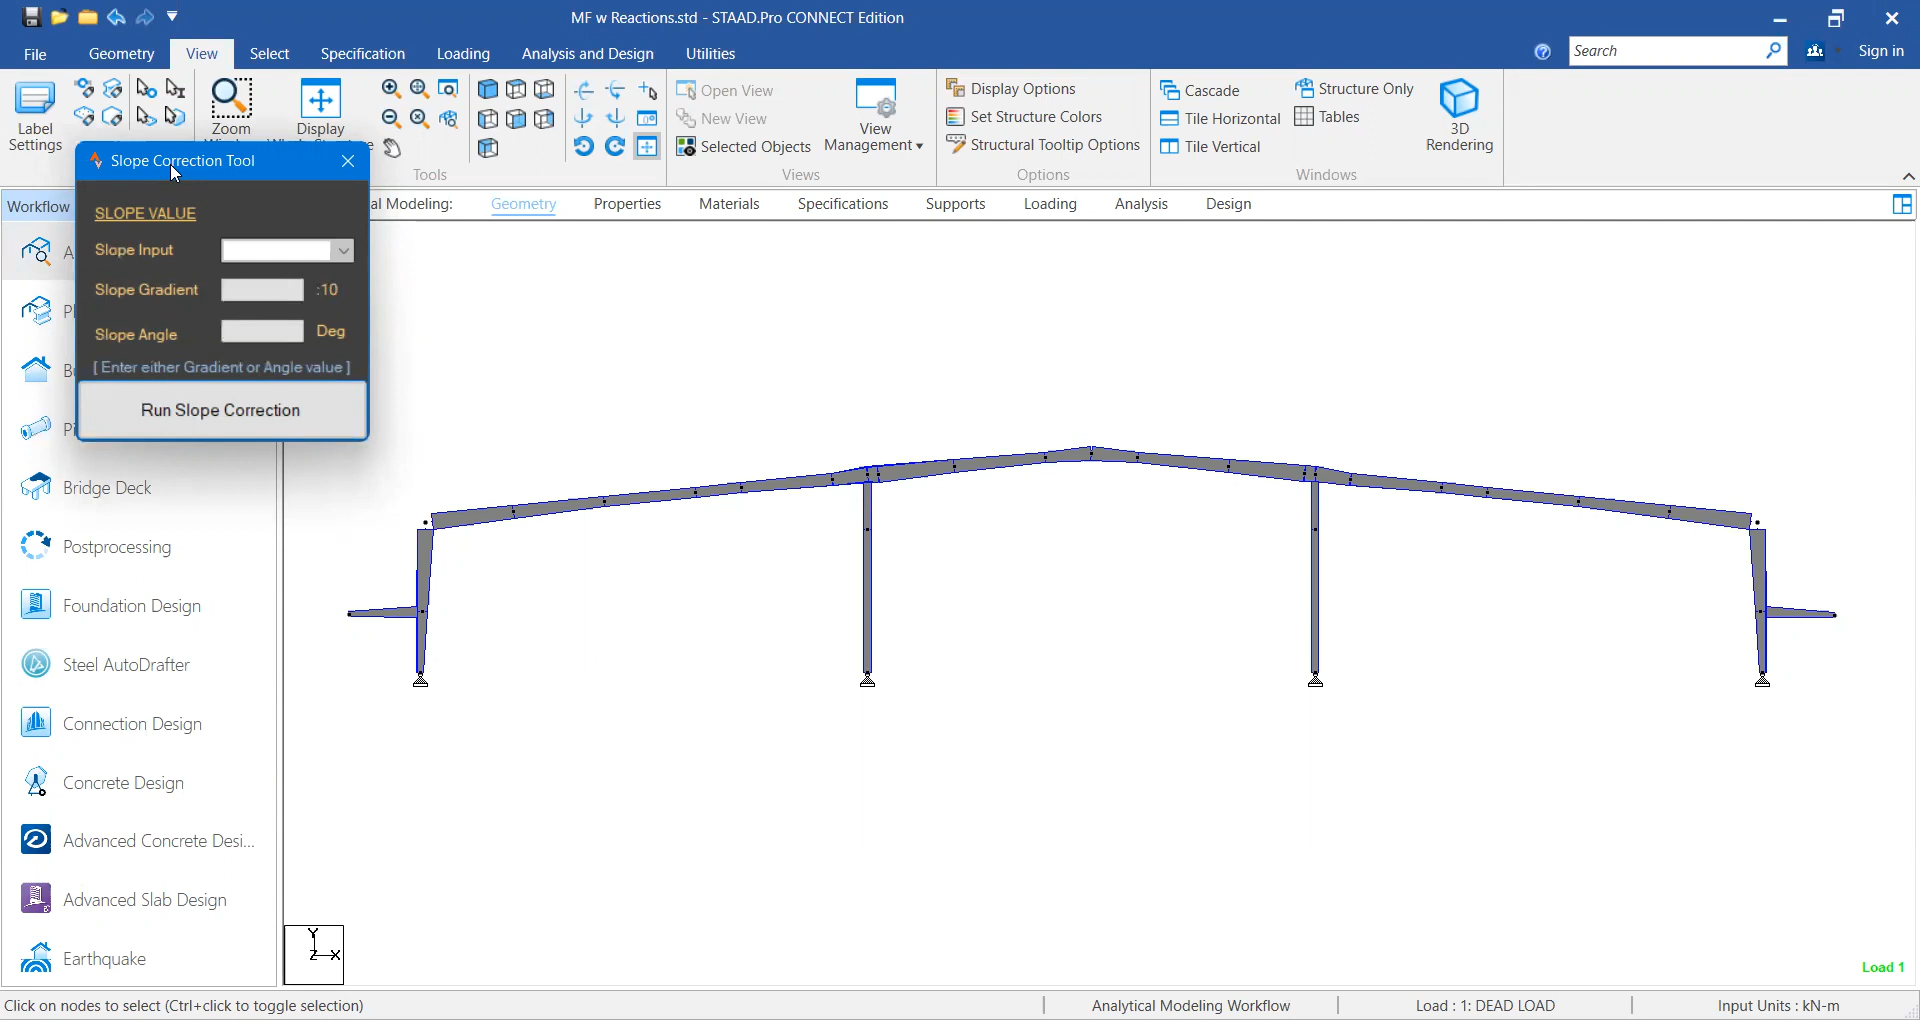 MF w Reactions.std - STAAD.Pro CONNECT Edition
File
Geometry
View
Select
Specification
Loading
Analysis and Design
Utilities
Search
Sign in
Label
Settings
Zoom
Display
Tools
Open View
New View
Selected Objects
View
Management
Views
Display Options
Set Structure Colors
Structural Tooltip Options
Options
Cascade
Tile Horizontal
Tile Vertical
Structure Only
Tables
Windows
3D
Rendering
Slope Correction Tool
SLOPE VALUE
Slope Input
Slope Gradient :10
Slope Angle Deg
[ Enter either Gradient or Angle value ]
Run Slope Correction
Workflow
al Modeling:
Geometry
Properties
Materials
Specifications
Supports
Loading
Analysis
Design
Bridge Deck
Postprocessing
Foundation Design
Steel AutoDrafter
Connection Design
Concrete Design
Advanced Concrete Desi...
Advanced Slab Design
Earthquake
Y
Z X
Load 1
Click on nodes to select (Ctrl+click to toggle selection)
Analytical Modeling Workflow
Load : 1: DEAD LOAD
Input Units : kN-m